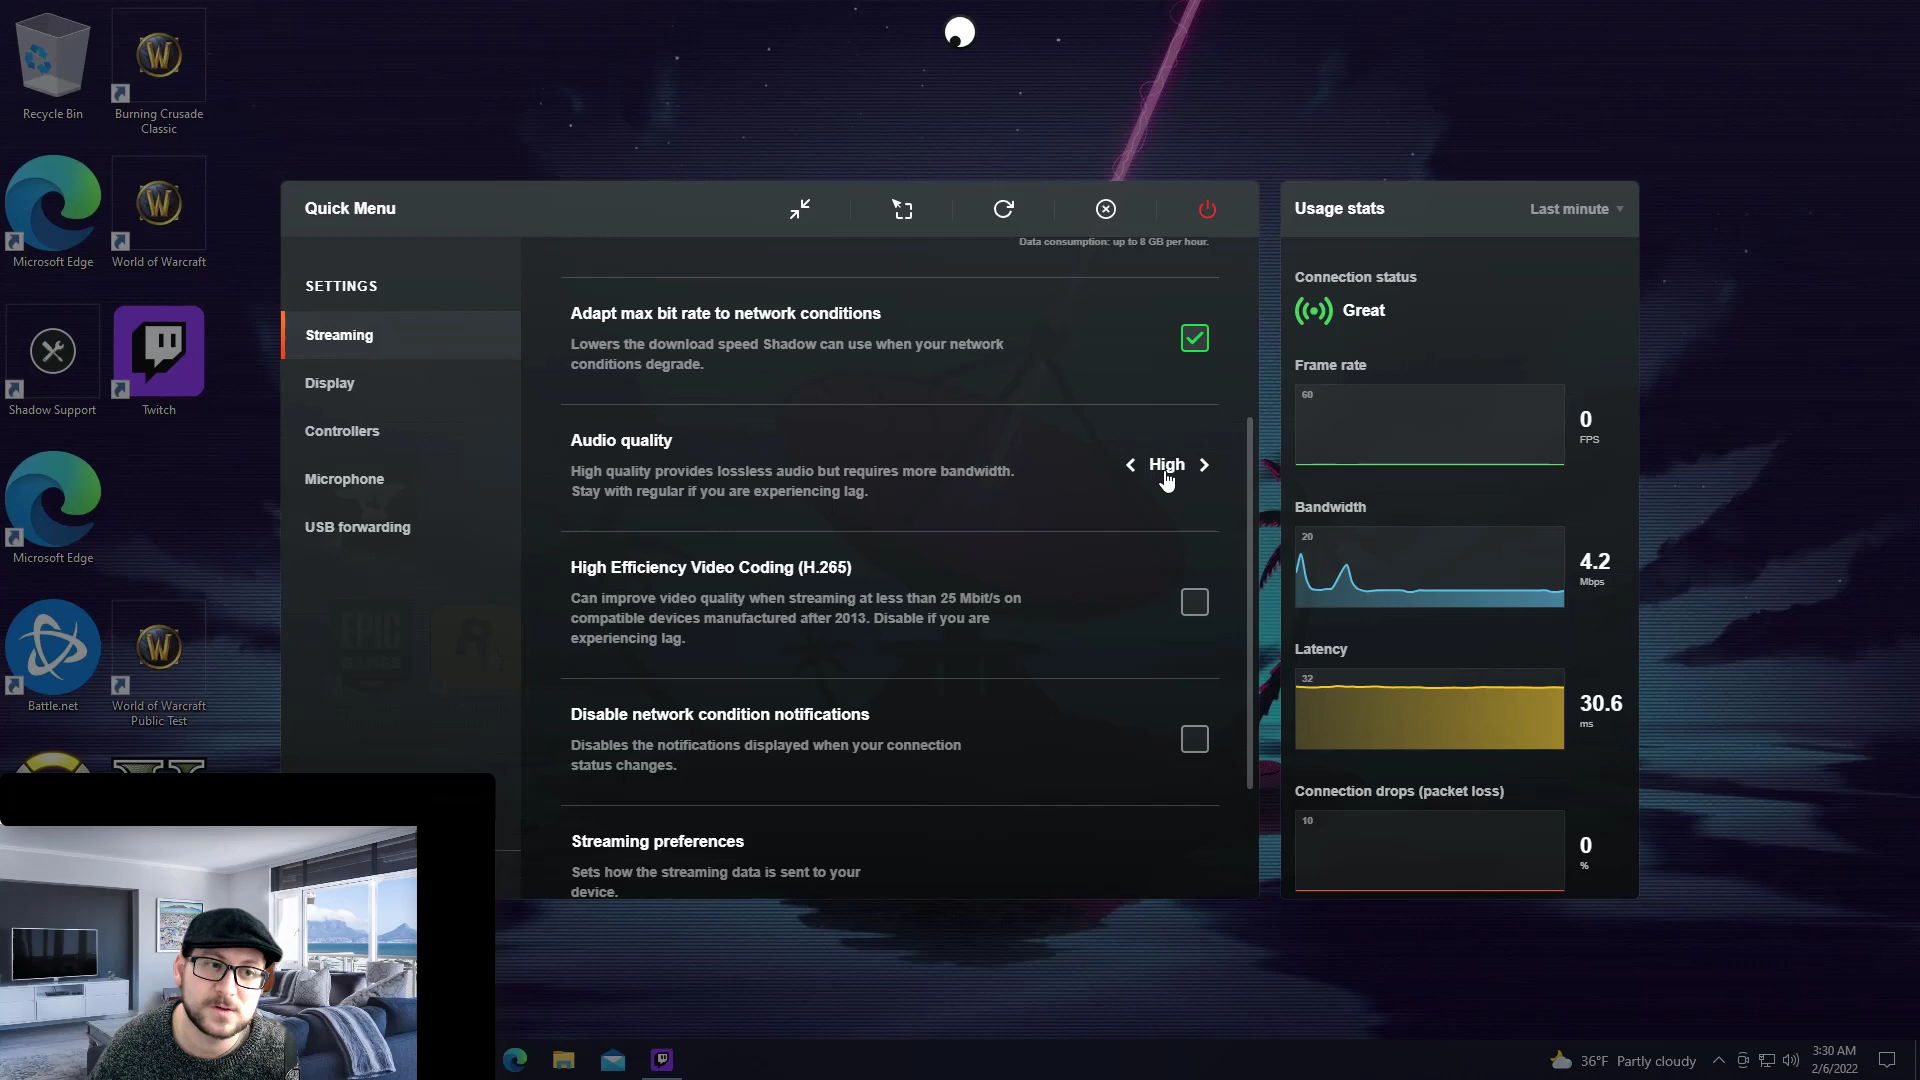 Recycle Bin
Burning Crusade
Classic
Microsoft Edge
World of Warcraft
Shadow Support
Twitch
Microsoft Edge
Battle.net
World of Warcraft
Public Test
Quick Menu
Data consumption: up to 8 GB per hour.
SETTINGS
Streaming
Display
Controllers
Microphone
USB forwarding
EPIC
GAMES
Adapt max bit rate to network conditions
Lowers the download speed Shadow can use when your network
conditions degrade.
Audio quality
High quality provides lossless audio but requires more bandwidth.
Stay with regular if you are experiencing lag.
High
High Efficiency Video Coding (H.265)
Can improve video quality when streaming at less than 25 Mbit/s on
compatible devices manufactured after 2013. Disable if you are
experiencing lag.
Disable network condition notifications
Disables the notifications displayed when your connection
status changes.
Streaming preferences
Sets how the streaming data is sent to your
device.
Usage stats
Last minute
Connection status
Great
Frame rate
60
0
FPS
Bandwidth
20
4.2
Mbps
Latency
32
30.6
ms
Connection drops (packet loss)
10
0
%
36°F Partly cloudy
3:30 AM
2/6/2022